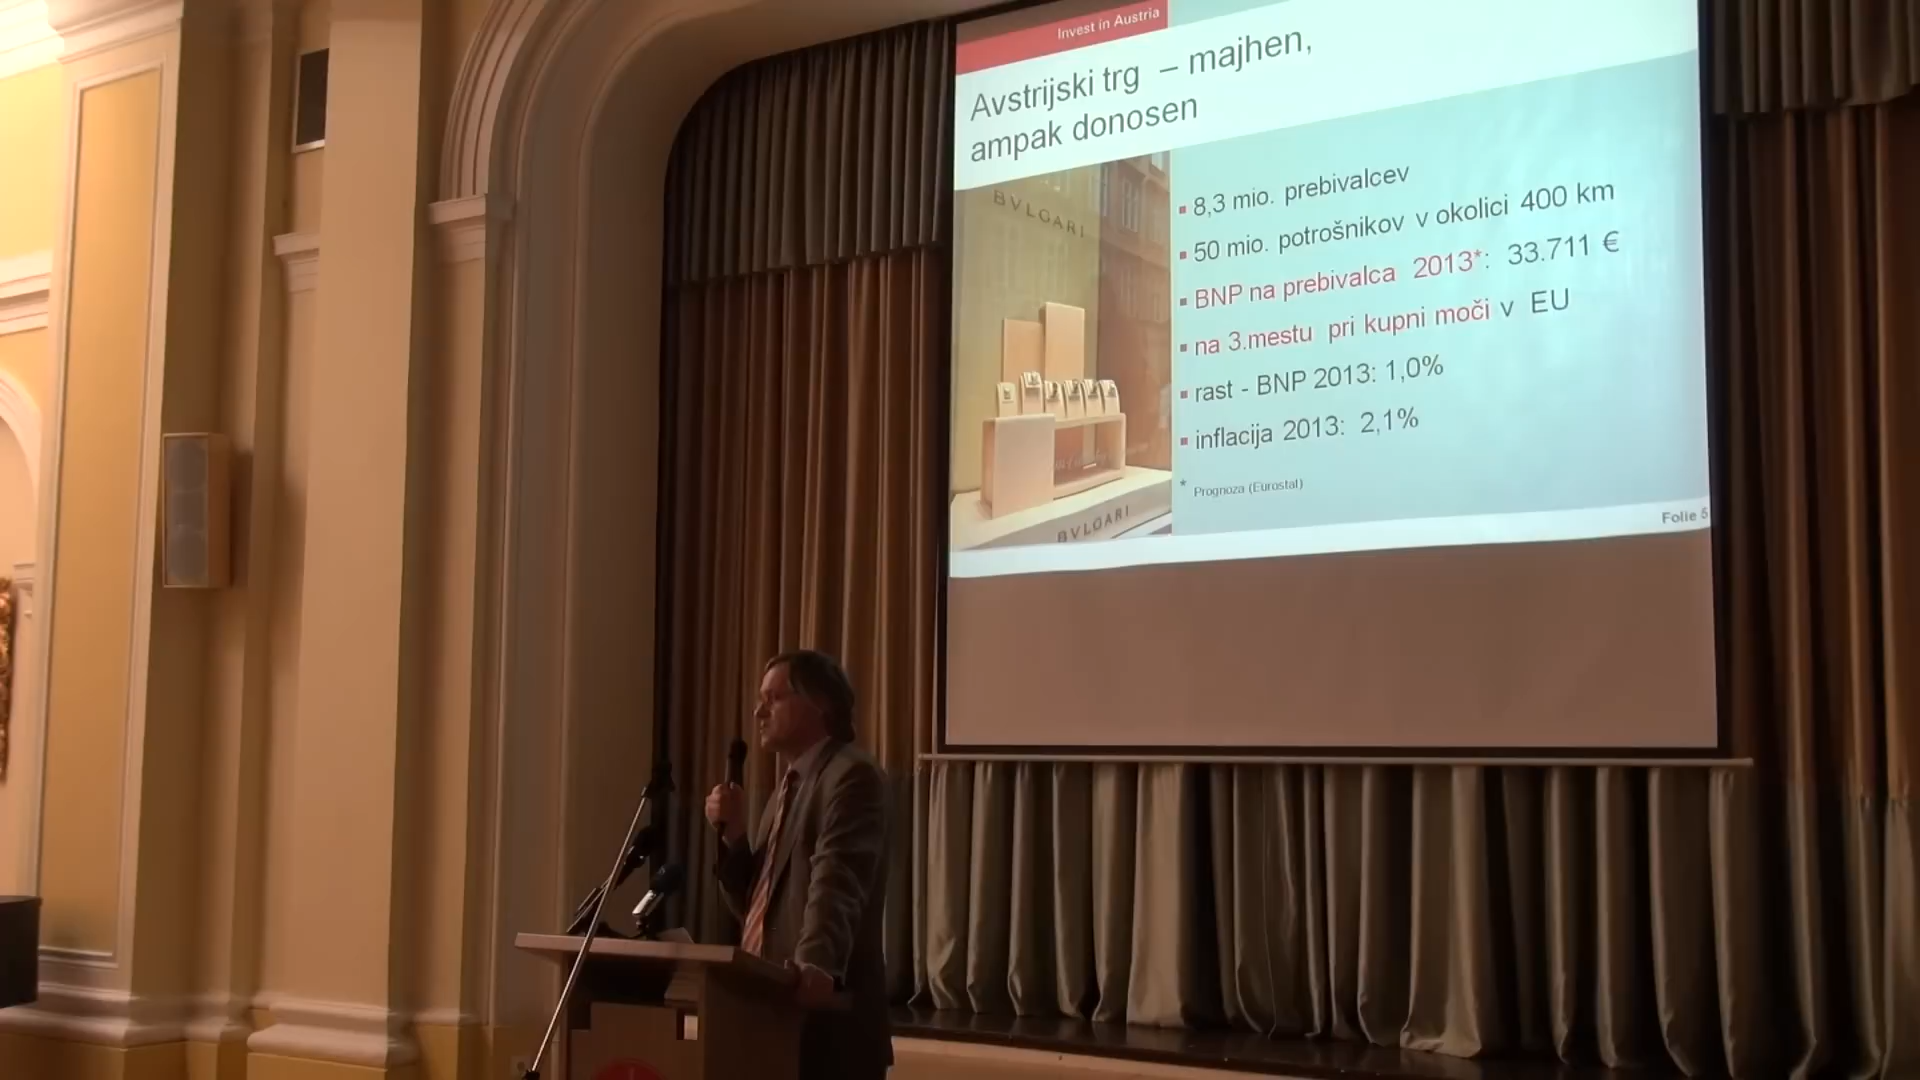 Invest in Austria
Avstrijski trg – majhen,
ampak donosen
BVLGARI
8,3 mio. prebivalcev
50 mio. potrošnikov v okolici 400 km
BNP na prebivalca 2013*: 33.711 €
na 3.mestu pri kupni moči v EU
rast - BNP 2013: 1,0%
inflacija 2013: 2,1%
* Prognoza (Eurostat)
BVLGARI
Folie 5